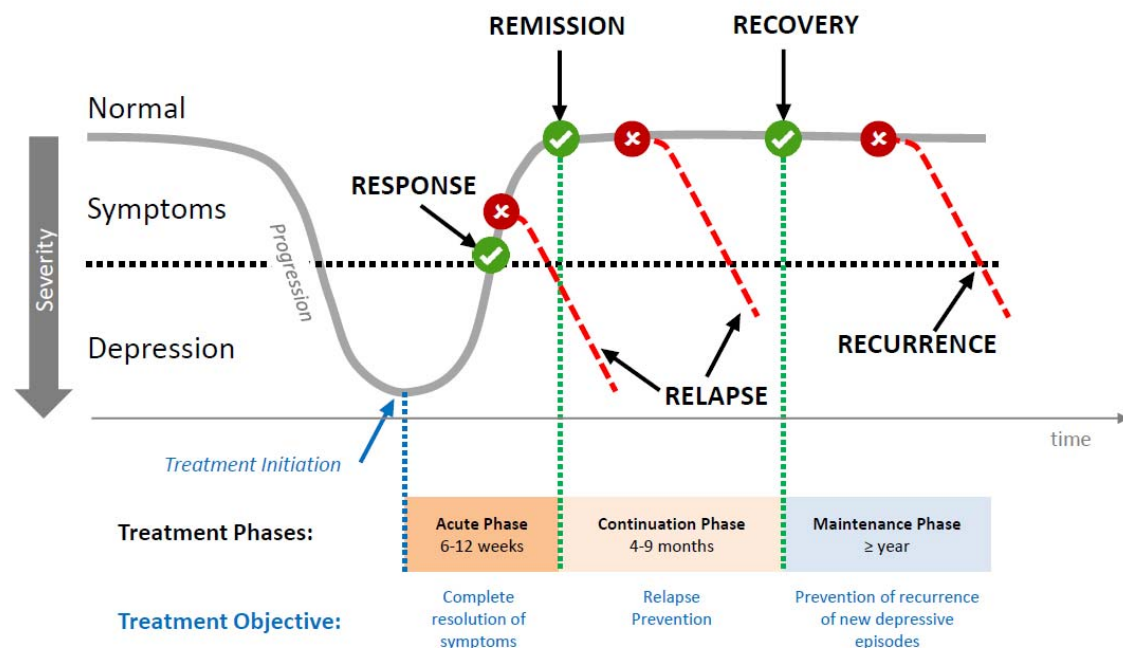 REMISSION
RECOVERY
Normal
RESPONSE
Symptoms
Progression
Severity
Depression
RECURRENCE
RELAPSE
time
Treatment Initiation
Treatment Phases:
Acute Phase
6-12 weeks
Continuation Phase
4-9 months
Maintenance Phase
≥ year
Treatment Objective:
Complete
resolution of
symptoms
Relapse
Prevention
Prevention of recurrence
of new depressive
episodes